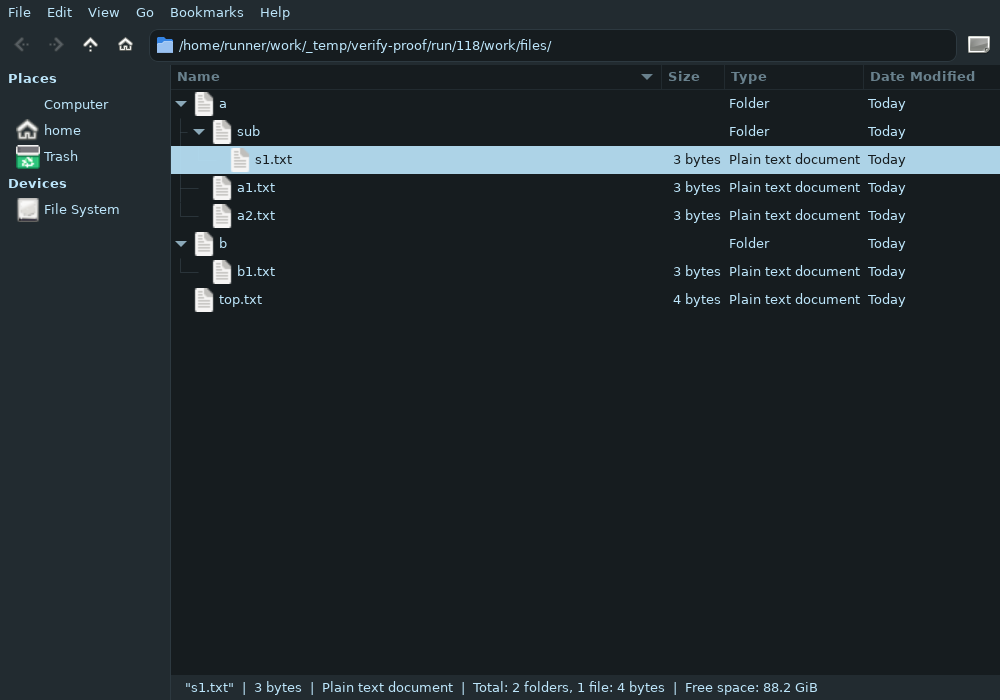 File Edit View Go Bookmarks Help
/home/runner/work/_temp/verify-proof/run/118/work/files/
Places
Computer
home
Trash
Devices
File System
Name Size Type Date Modified
a Folder Today
sub Folder Today
s1.txt 3 bytes Plain text document Today
a1.txt 3 bytes Plain text document Today
a2.txt 3 bytes Plain text document Today
b Folder Today
b1.txt 3 bytes Plain text document Today
top.txt 4 bytes Plain text document Today
"s1.txt" | 3 bytes | Plain text document | Total: 2 folders, 1 file: 4 bytes | Free space: 88.2 GiB